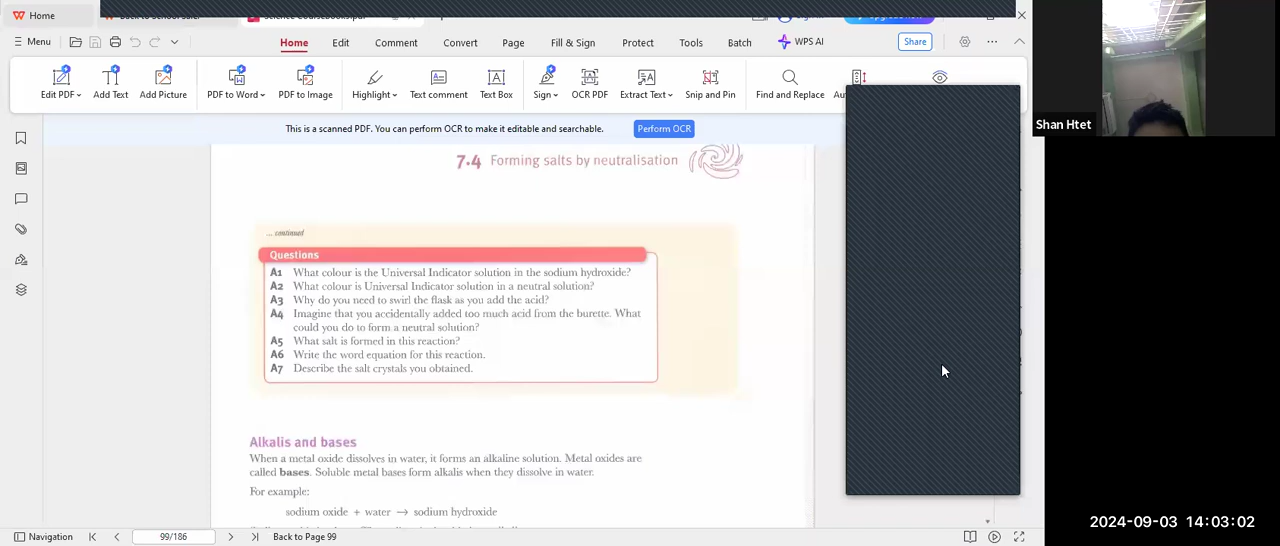 Home
Menu
Home
Edit
Comment
Convert
Page
Fill & Sign
Protect
Tools
Batch
WPS AI
Share
Edit PDF
Add Text
Add Picture
PDF to Word
PDF to Image
Highlight
Text comment
Text Box
Sign
OCR PDF
Extract Text
Snip and Pin
Find and Replace
This is a scanned PDF. You can perform OCR to make it editable and searchable.
Perform OCR
Shan Htet
7.4 Forming salts by neutralisation
... continued
Questions
A1 What colour is the Universal Indicator solution in the sodium hydroxide?
A2 What colour is Universal Indicator solution in a neutral solution?
A3 Why do you need to swirl the flask as you add the acid?
A4 Imagine that you accidentally added too much acid from the burette. What
could you do to form a neutral solution?
A5 What salt is formed in this reaction?
A6 Write the word equation for this reaction.
A7 Describe the salt crystals you obtained.
Alkalis and bases
When a metal oxide dissolves in water, it forms an alkaline solution. Metal oxides are
called bases. Soluble metal bases form alkalis when they dissolve in water.
For example:
sodium oxide + water → sodium hydroxide
Navigation
99/186
Back to Page 99
2024-09-03 14:03:02